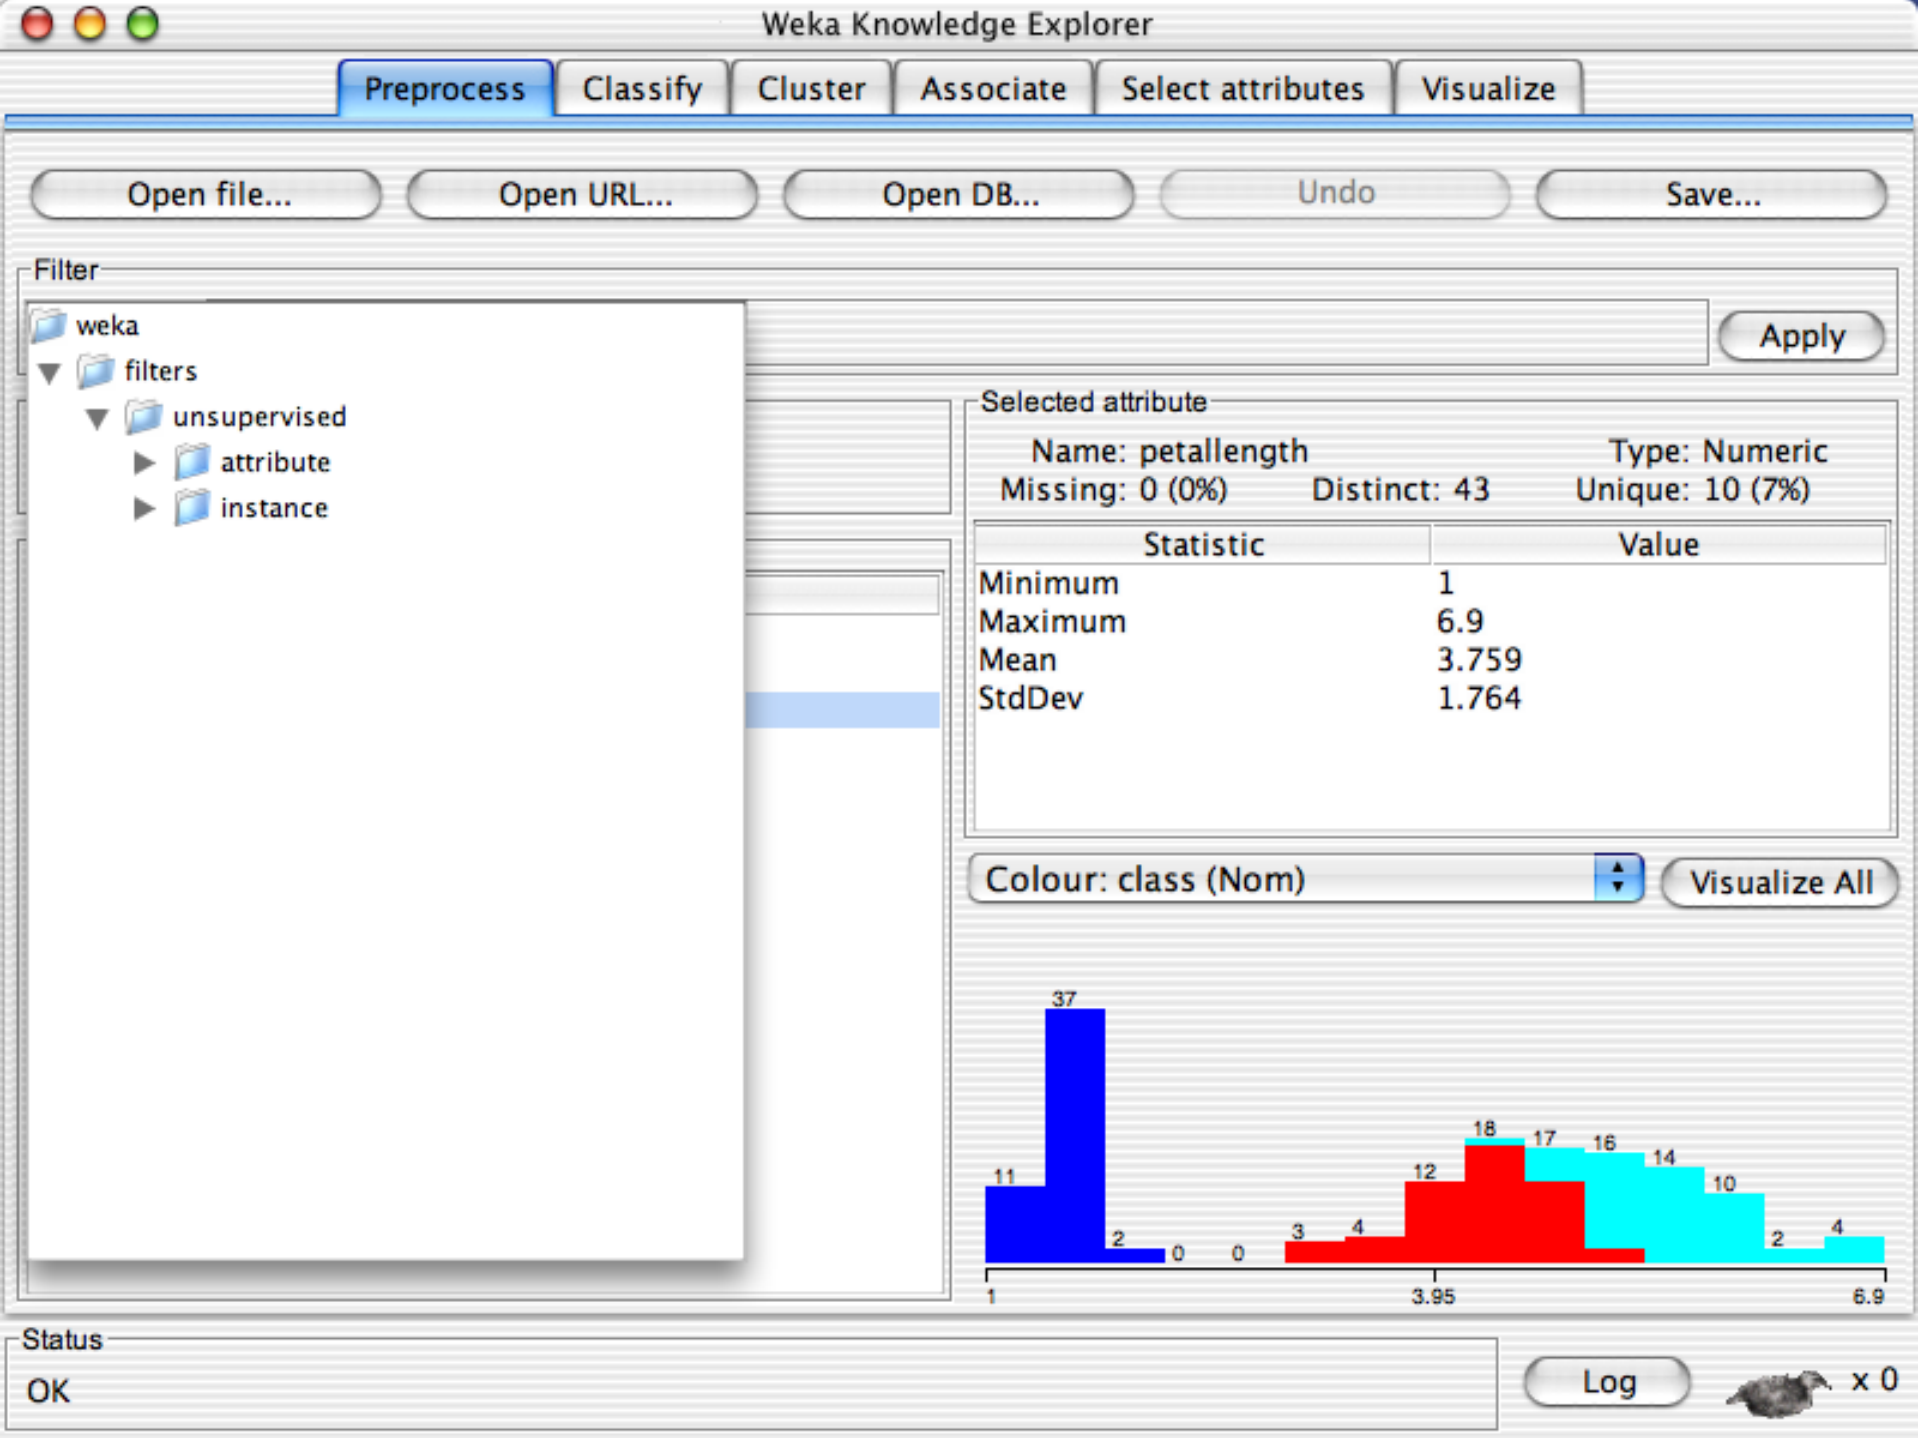 Weka Knowledge Explorer
Preprocess Classify Cluster Associate Select attributes Visualize
Open file... Open URL... Open DB... Undo Save...
Filter
weka
filters
unsupervised
attribute
instance
Apply
Selected attribute
Name: petallength Type: Numeric
Missing: 0 (0%) Distinct: 43 Unique: 10 (7%)
Statistic Value
Minimum 1
Maximum 6.9
Mean 3.759
StdDev 1.764
Colour: class (Nom) Visualize All
37
18 17 16 14
11 12 10
2 0 0 3 4 2 4
1 3.95 6.9
Status
OK
Log x 0